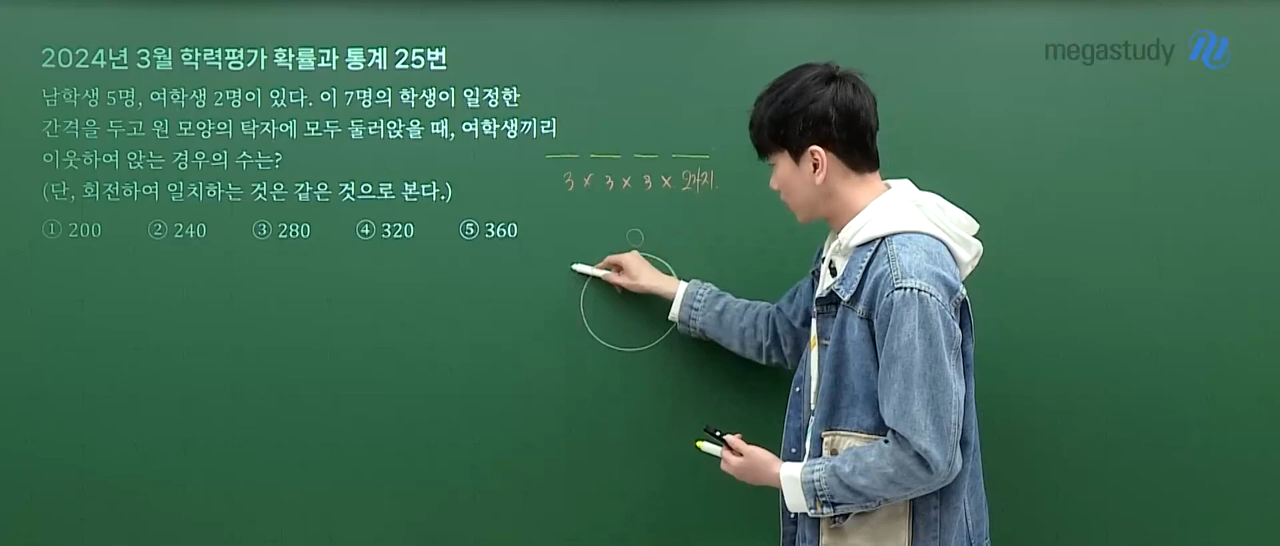 2024년 3월 학력평가 확률과 통계 25번
megastudy
남학생 5명, 여학생 2명이 있다. 이 7명의 학생이 일정한
간격을 두고 원 모양의 탁자에 모두 둘러앉을 때, 여학생끼리
이웃하여 앉는 경우의 수는?
(단, 회전하여 일치하는 것은 같은 것으로 본다.)
① 200 ② 240 ③ 280 ④ 320 ⑤ 360
3 × 3 × 3 × 2가지.